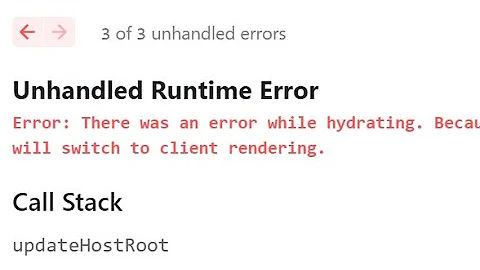 3 of 3 unhandled errors
Unhandled Runtime Error
Error: There was an error while hydrating. Becau
will switch to client rendering.
Call Stack
updateHostRoot